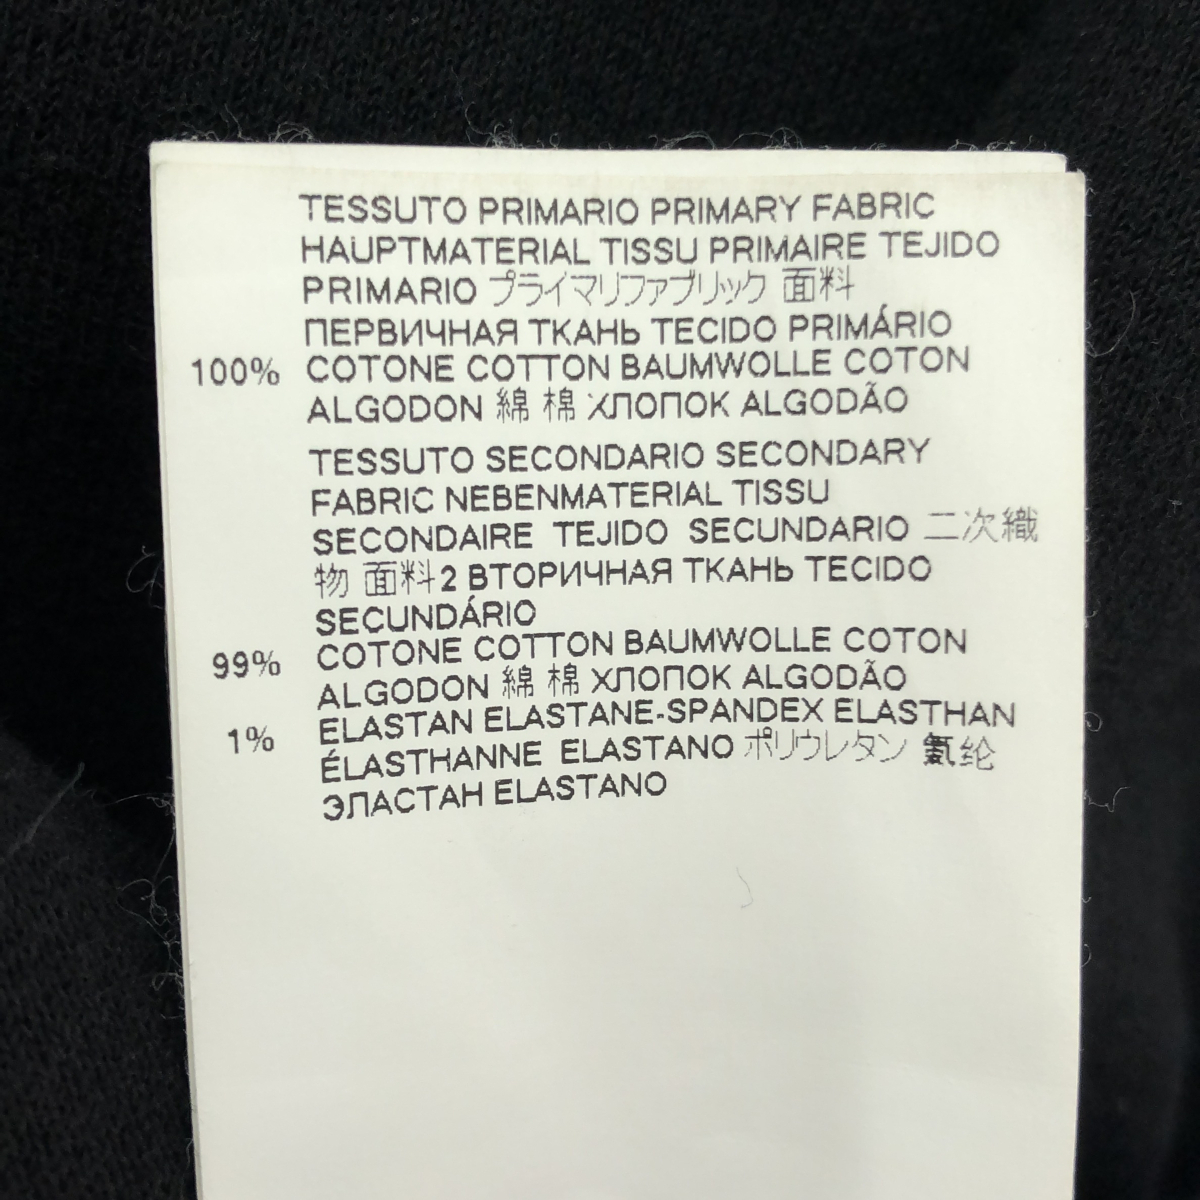 TESSUTO PRIMARIO PRIMARY FABRIC
HAUPTMATERIAL TISSU PRIMAIRE TEJIDO
PRIMARIO プライマリファブリック 面料
ПЕРВИЧНАЯ ТКАНЬ TECIDO PRIMÁRIO
100% COTONE COTTON BAUMWOLLE COTON
ALGODON 綿 棉 ХЛОПОК ALGODÃO
TESSUTO SECONDARIO SECONDARY
FABRIC NEBENMATERIAL TISSU
SECONDAIRE TEJIDO SECUNDARIO 二次織
物 面料2 ВТОРИЧНАЯ ТКАНЬ TECIDO
SECUNDÁRIO
99% COTONE COTTON BAUMWOLLE COTON
ALGODON 綿 棉 ХЛОПОК ALGODÃO
1% ELASTAN ELASTANE-SPANDEX ELASTHAN
ÉLASTHANNE ELASTANO ポリウレタン 氨纶
ЭЛАСТАН ELASTANO